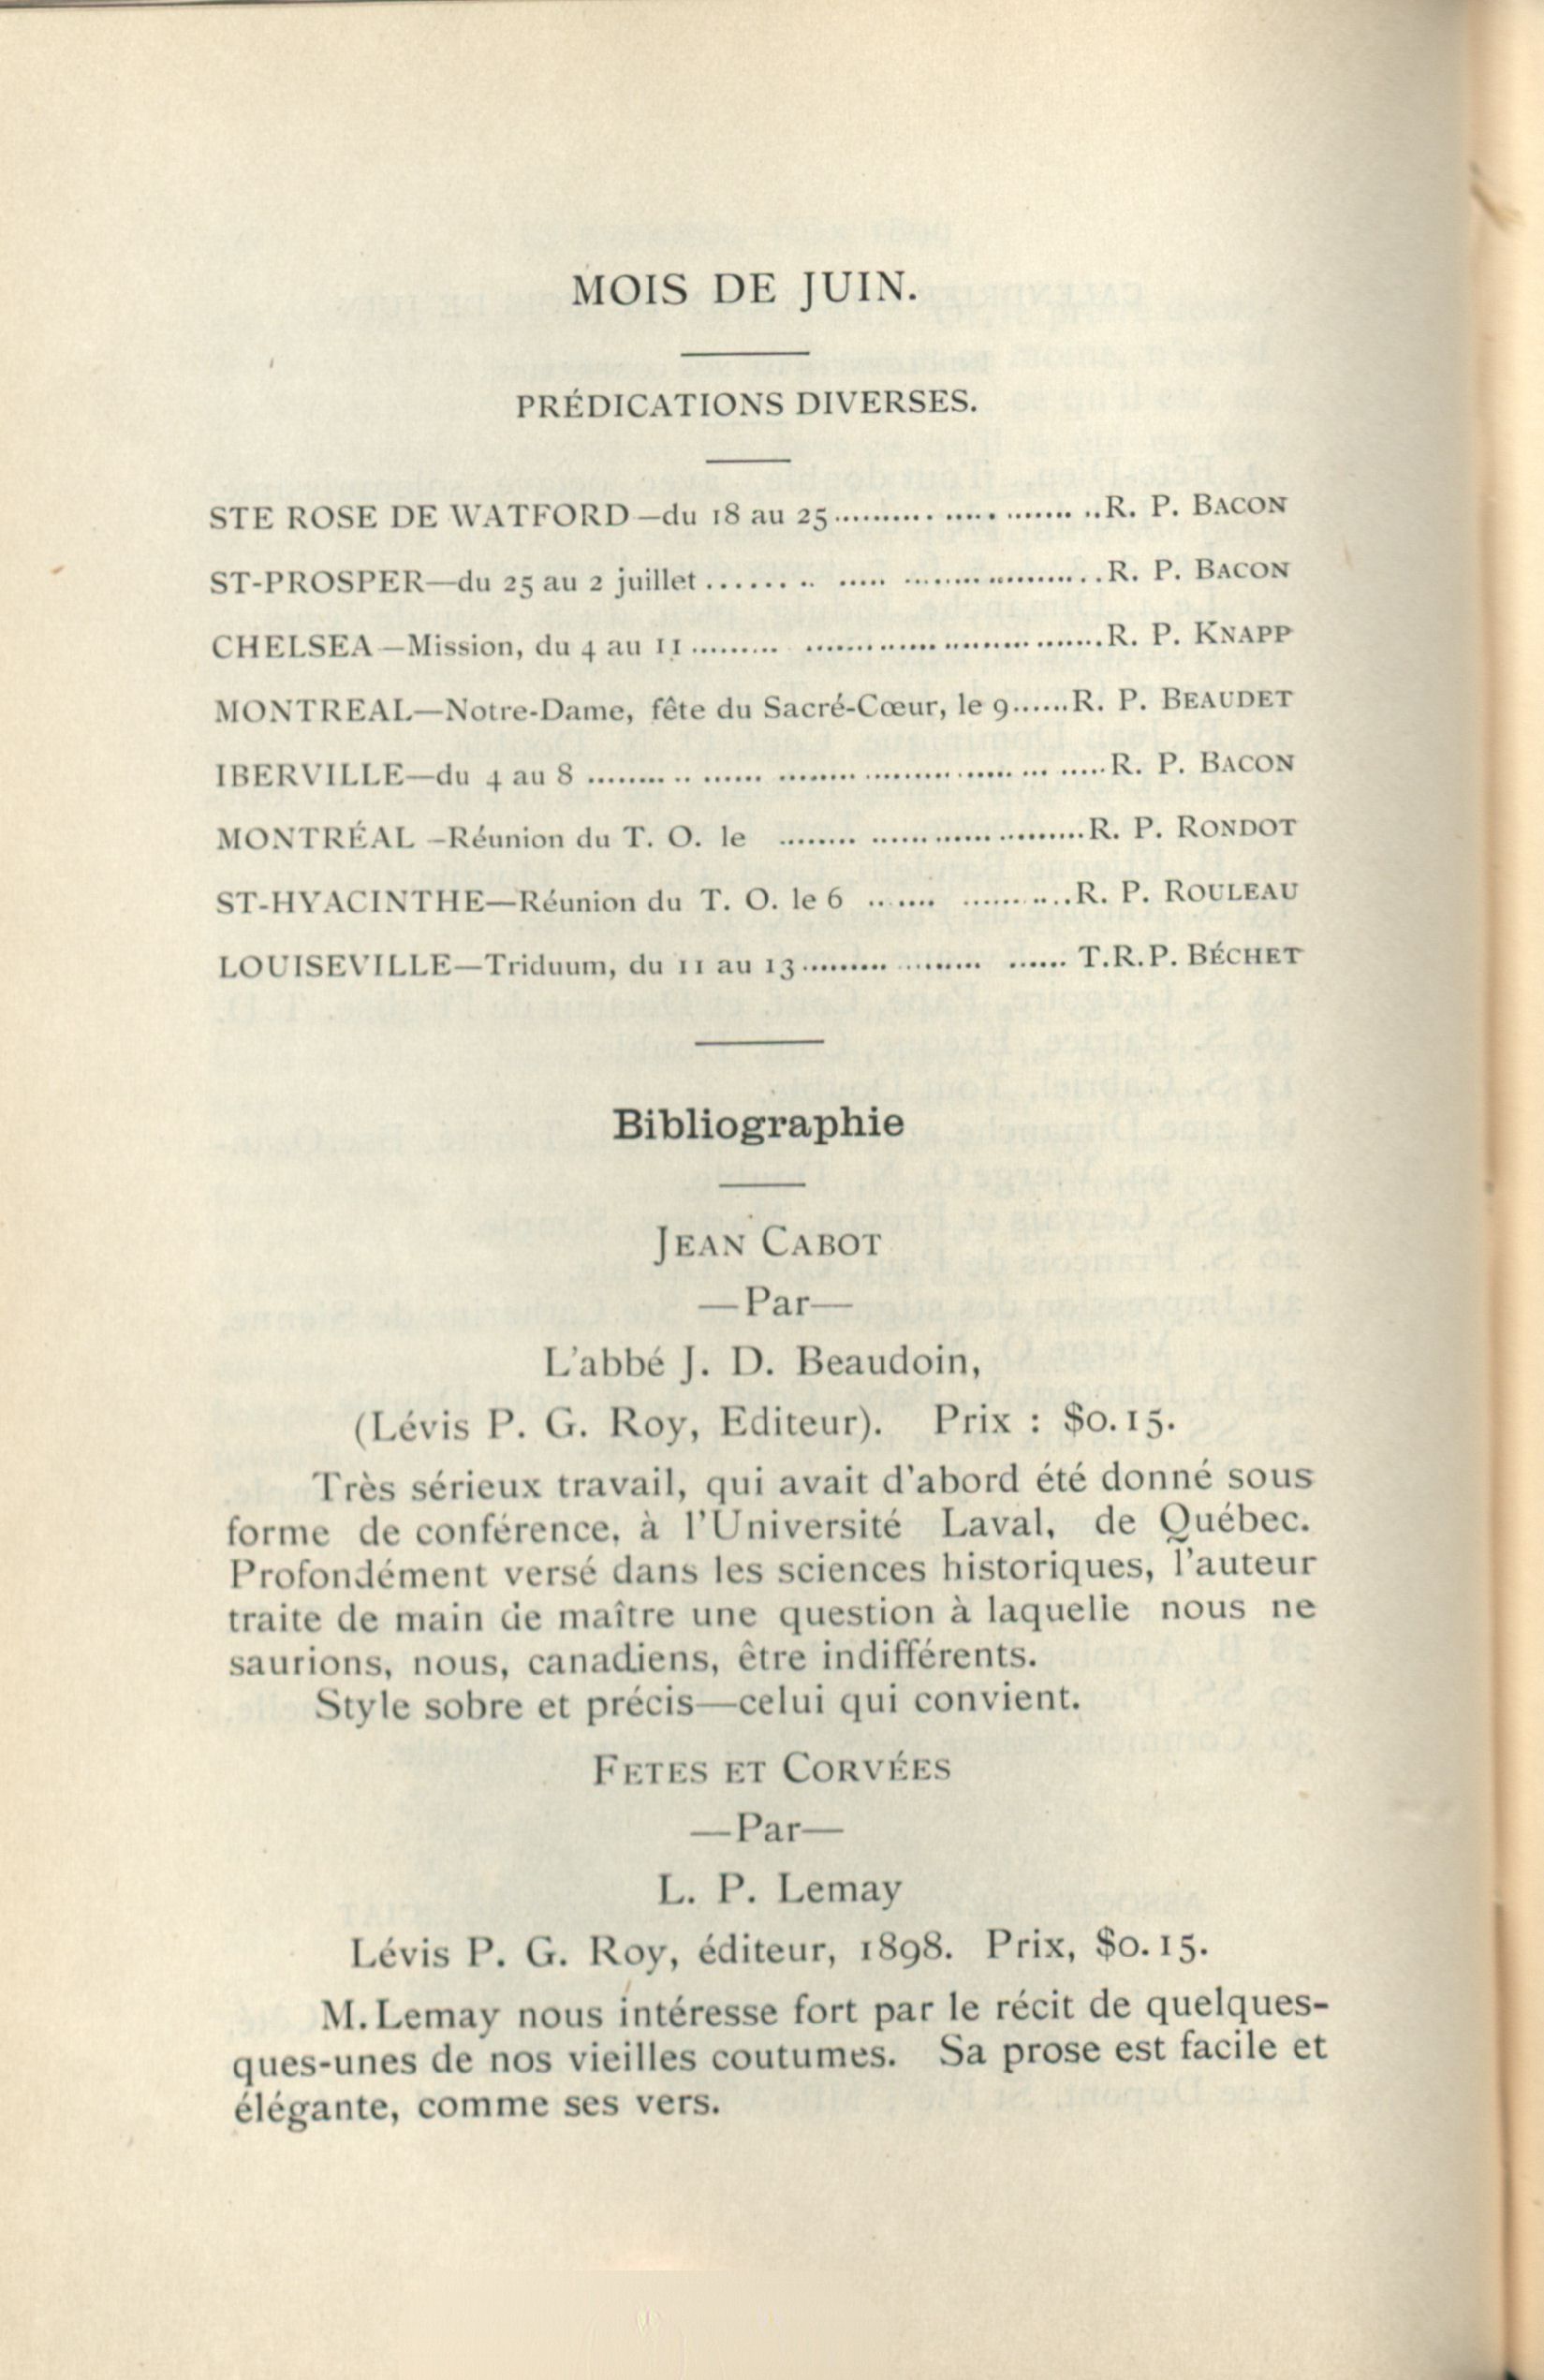 MOIS DE JUIN.
PRÉDICATIONS DIVERSES.
STE ROSE DE WATFORD—du 18 au 25.......... ..... ....... ..R. P. BACON
ST-PROSPER—du 25 au 2 juillet....... .. ..... ....................R. P. BACON
CHELSEA—Mission, du 4 au 11......... ................................R. P. KNAPP
MONTREAL—Notre-Dame, fête du Sacré-Cœur, le 9......R. P. BEAUDET
IBERVILLE—du 4 au 8 ........ .. ...... ........ ................ ... .....R. P. BACON
MONTRÉAL—Réunion du T. O. le ........ ......................R. P. RONDOT
ST-HYACINTHE—Réunion du T. O. le 6 .. .... ...........R. P. ROULEAU
LOUISEVILLE—Triduum, du 11 au 13......... ........ ...... T.R.P. BÉCHET
Bibliographie
JEAN CABOT
—Par—
L'abbé J. D. Beaudoin,
(Lévis P. G. Roy, Editeur). Prix : $0.15.
Très sérieux travail, qui avait d'abord été donné sous
forme de conférence, à l'Université Laval, de Québec.
Profondément versé dans les sciences historiques, l'auteur
traite de main de maître une question à laquelle nous ne
saurions, nous, canadiens, être indifférents.
Style sobre et précis—celui qui convient.
FETES ET CORVÉES
—Par—
L. P. Lemay
Lévis P. G. Roy, éditeur, 1898. Prix, $0.15.
M. Lemay nous intéresse fort par le récit de quelques-
ques-unes de nos vieilles coutumes. Sa prose est facile et
élégante, comme ses vers.